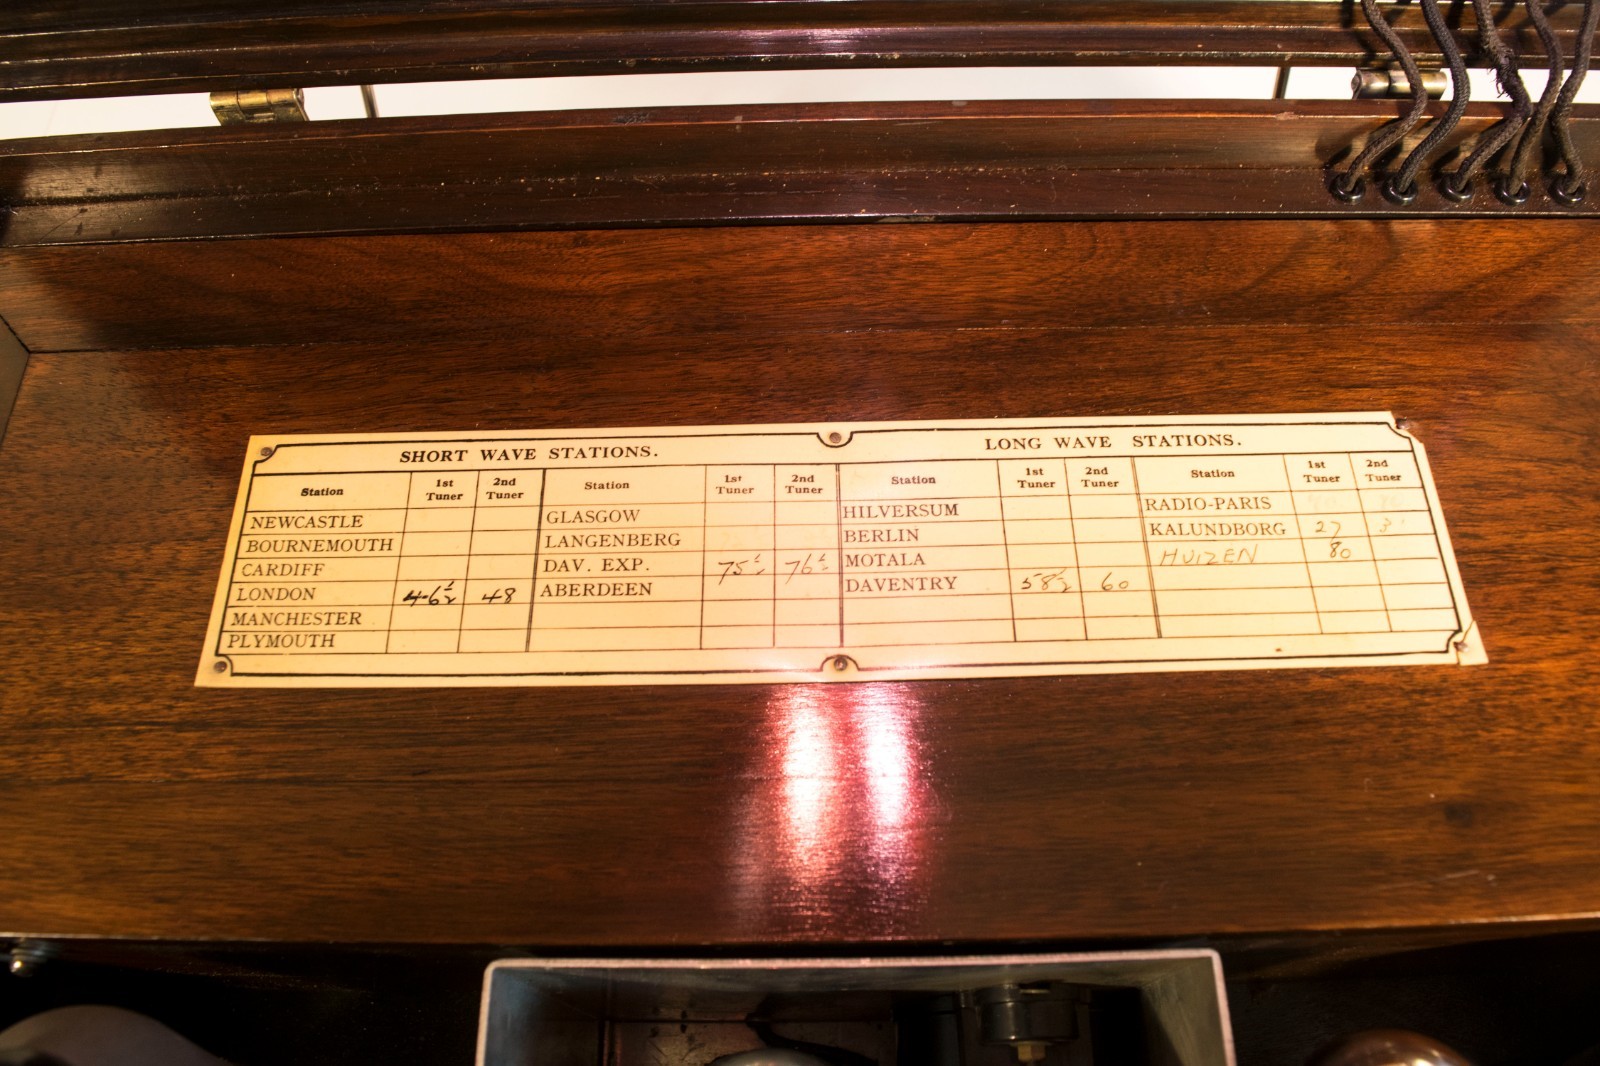 SHORT WAVE STATIONS. LONG WAVE STATIONS.
Station 1st Tuner 2nd Tuner Station 1st Tuner 2nd Tuner Station 1st Tuner 2nd Tuner Station 1st Tuner 2nd Tuner
NEWCASTLE GLASGOW HILVERSUM RADIO-PARIS
BOURNEMOUTH LANGENBERG BERLIN KALUNDBORG 27
CARDIFF DAV. EXP. 75½ 76½ MOTALA HUIZEN 80
LONDON 46½ 48 ABERDEEN DAVENTRY 58½ 60
MANCHESTER
PLYMOUTH